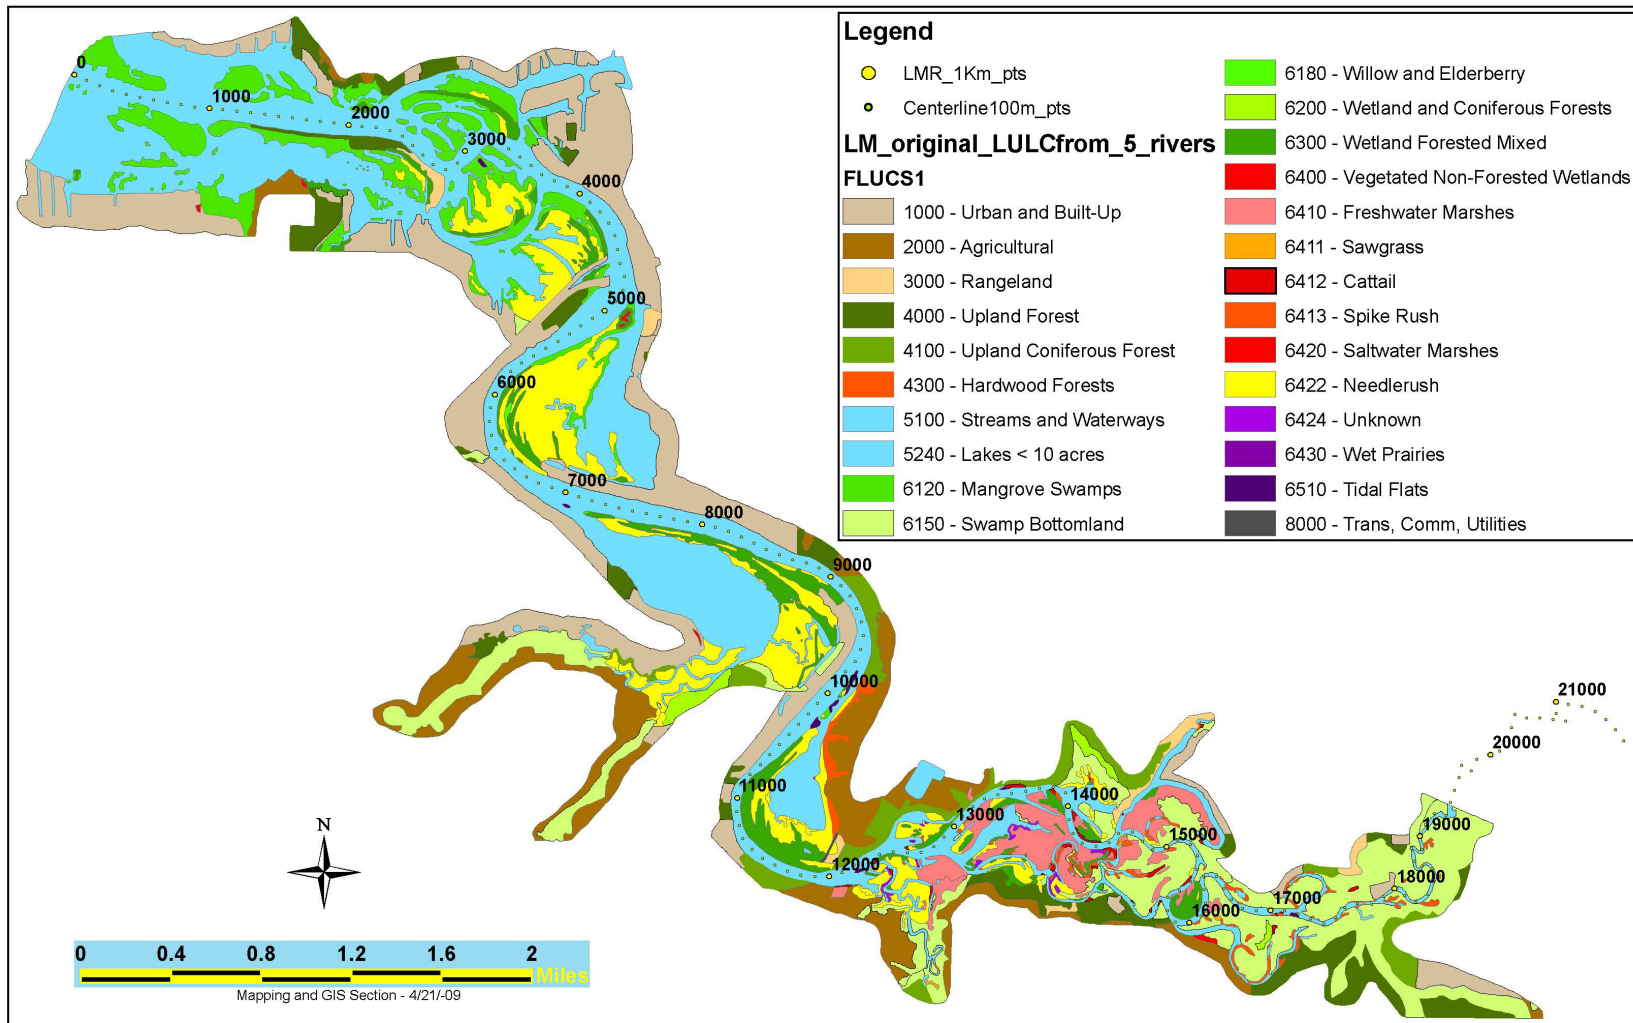 Legend
LMR_1Km_pts
Centerline100m_pts
LM_original_LULCfrom_5_rivers
FLUCS1
1000 - Urban and Built-Up
2000 - Agricultural
3000 - Rangeland
4000 - Upland Forest
4100 - Upland Coniferous Forest
4300 - Hardwood Forests
5100 - Streams and Waterways
5240 - Lakes < 10 acres
6120 - Mangrove Swamps
6150 - Swamp Bottomland
6180 - Willow and Elderberry
6200 - Wetland and Coniferous Forests
6300 - Wetland Forested Mixed
6400 - Vegetated Non-Forested Wetlands
6410 - Freshwater Marshes
6411 - Sawgrass
6412 - Cattail
6413 - Spike Rush
6420 - Saltwater Marshes
6422 - Needlerush
6424 - Unknown
6430 - Wet Prairies
6510 - Tidal Flats
8000 - Trans, Comm, Utilities
0
1000
2000
3000
4000
5000
6000
7000
8000
9000
10000
11000
12000
13000
14000
15000
16000
17000
18000
19000
20000
21000
N
0 0.4 0.8 1.2 1.6 2
Miles
Mapping and GIS Section - 4/21/-09